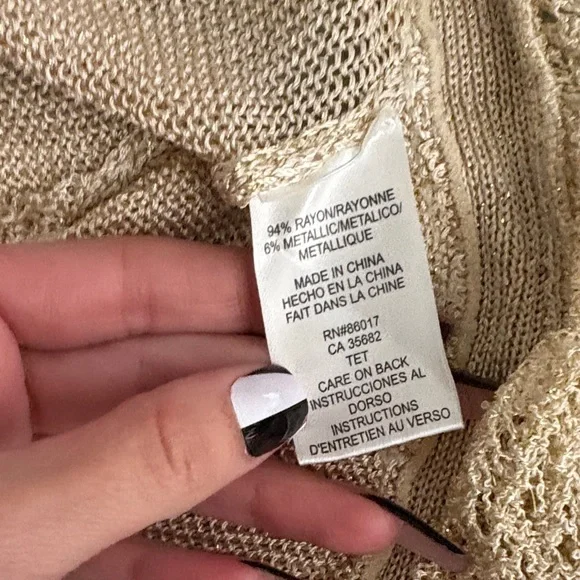 94% RAYON/RAYONNE
6% METALLIC/METALICO/
METALLIQUE
MADE IN CHINA
HECHO EN LA CHINA
FAIT DANS LA CHINE
RN#86017
CA 35682
TET
CARE ON BACK
INSTRUCCIONES AL
DORSO
INSTRUCTIONS
D'ENTRETIEN AU VERSO